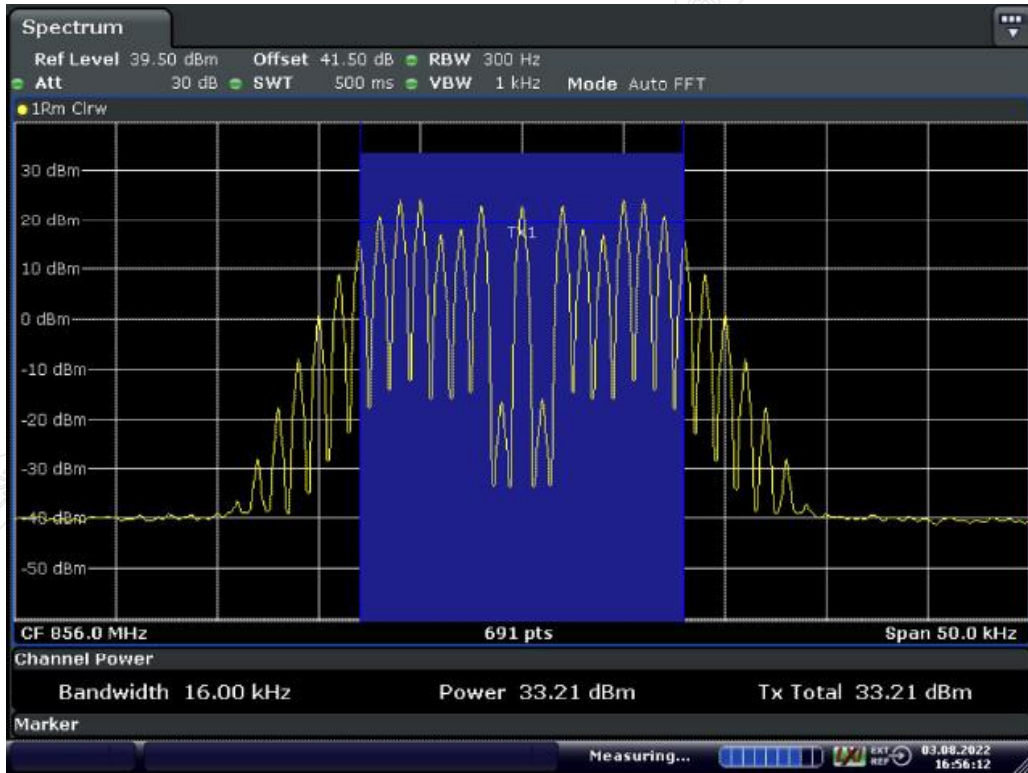 Spectrum
Ref Level 39.50 dBm Offset 41.50 dB RBW 300 Hz
Att 30 dB SWT 500 ms VBW 1 kHz Mode Auto FFT
1Rm Clrw
30 dBm
20 dBm
Tx1
10 dBm
0 dBm
-10 dBm
-20 dBm
-30 dBm
-40 dBm
-50 dBm
CF 856.0 MHz 691 pts Span 50.0 kHz
Channel Power
Bandwidth 16.00 kHz Power 33.21 dBm Tx Total 33.21 dBm
Marker
Measuring... LXI EXT REF 03.08.2022
16:56:12